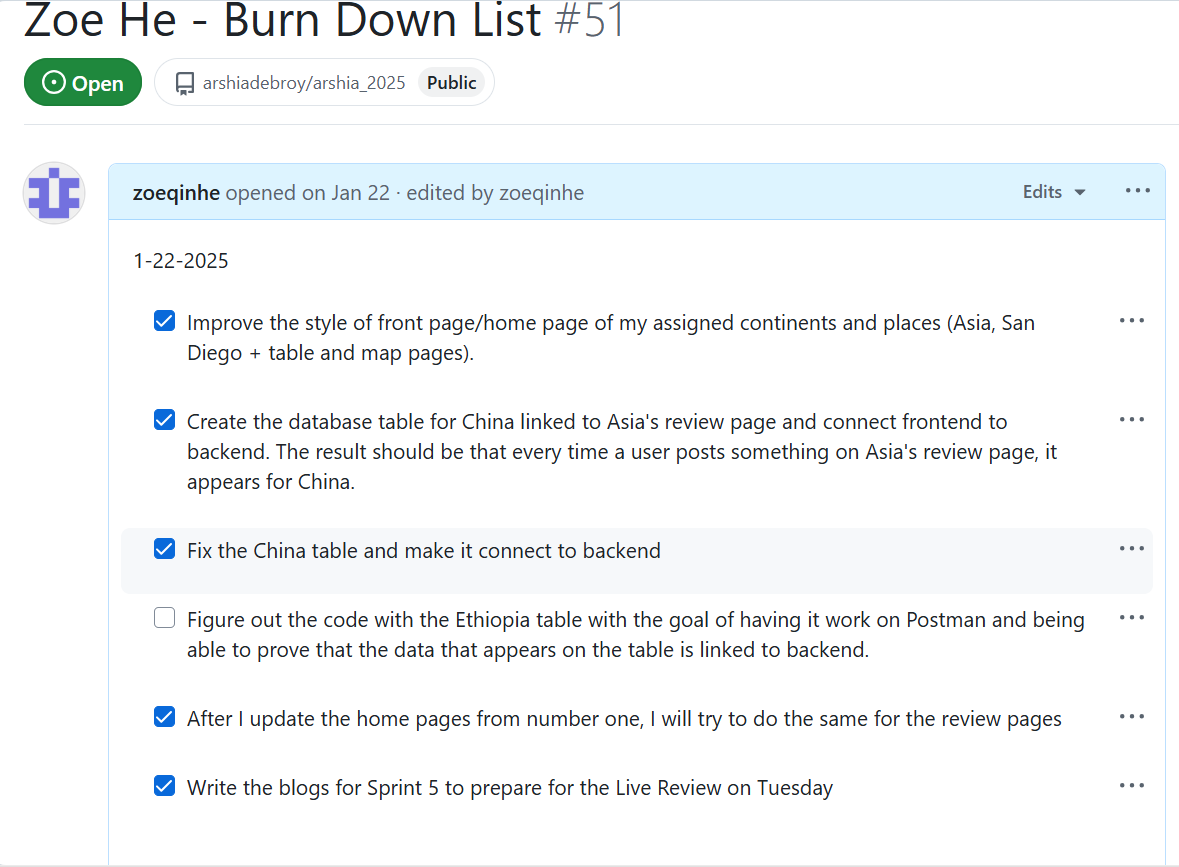 Zoe He - Burn Down List #51
Open
arshiadebroy/arshia_2025 Public
zoeqinhe opened on Jan 22 · edited by zoeqinhe Edits
1-22-2025
Improve the style of front page/home page of my assigned continents and places (Asia, San
Diego + table and map pages).
Create the database table for China linked to Asia's review page and connect frontend to
backend. The result should be that every time a user posts something on Asia's review page, it
appears for China.
Fix the China table and make it connect to backend
Figure out the code with the Ethiopia table with the goal of having it work on Postman and being
able to prove that the data that appears on the table is linked to backend.
After I update the home pages from number one, I will try to do the same for the review pages
Write the blogs for Sprint 5 to prepare for the Live Review on Tuesday